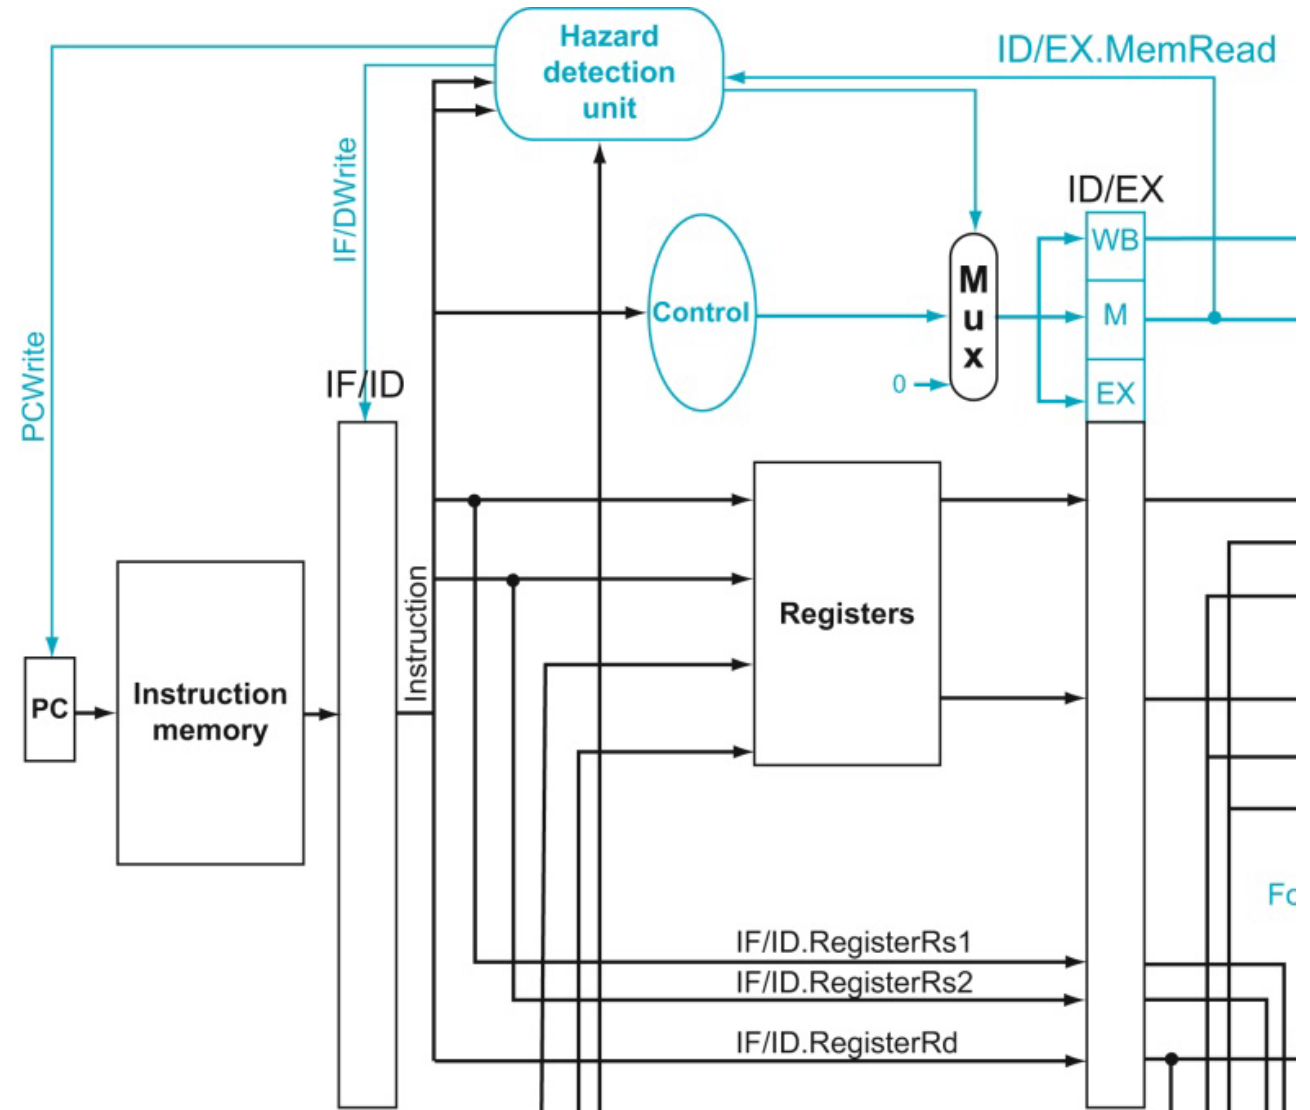 Hazard
detection
unit
ID/EX.MemRead
IF/DWrite
ID/EX
WB
M
u
x
Control
M
PCWrite
IF/ID
0
EX
Instruction
Registers
PC
Instruction
memory
Fo
IF/ID.RegisterRs1
IF/ID.RegisterRs2
IF/ID.RegisterRd